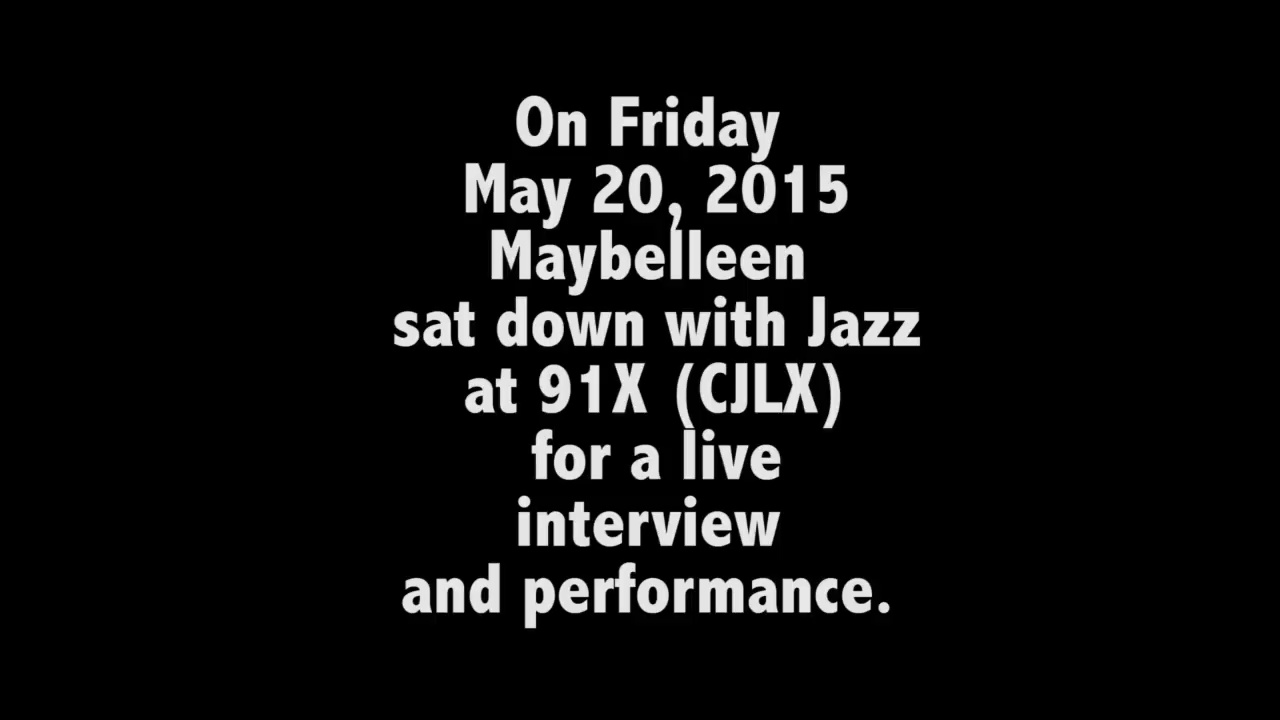 On Friday
May 20, 2015
Maybelleen
sat down with Jazz
at 91X (CJLX)
for a live
interview
and performance.